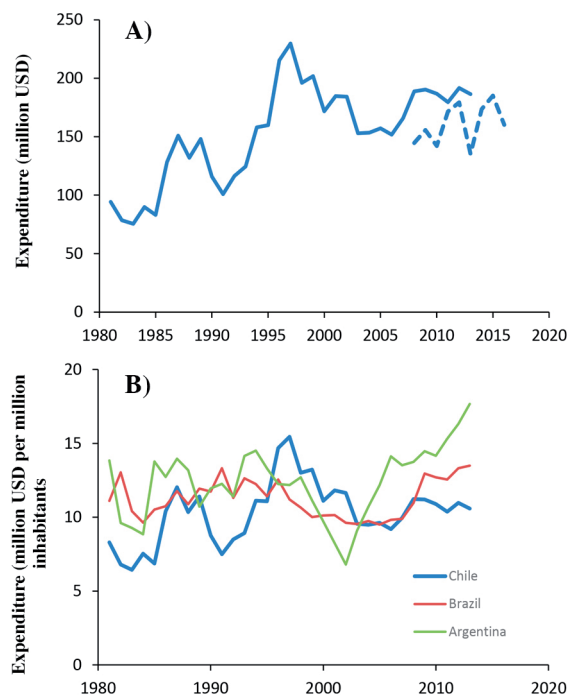 A)
Expenditure (million USD)
250
200
150
100
50
0
1980 1985 1990 1995 2000 2005 2010 2015 2020
B)
Expenditure (million USD per million
inhabitants
20
15
10
5
0
Chile
Brazil
Argentina
1980 1990 2000 2010 2020